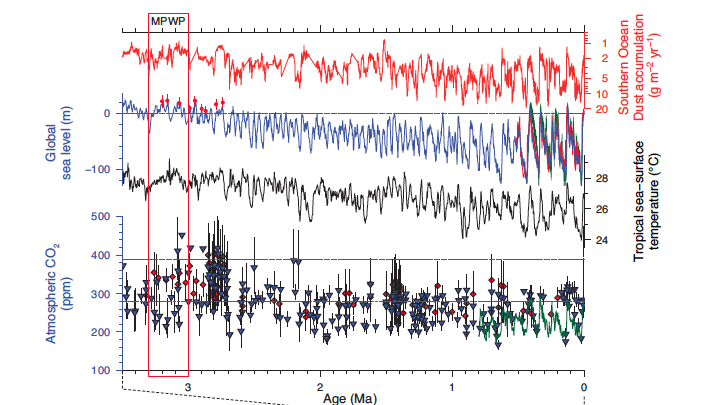 MPWP
1
2
5
10
20
Southern Ocean
Dust accumulation
(g m⁻² yr⁻¹)
0
−100
Global
sea level (m)
28
26
24
Tropical sea–surface
temperature (°C)
500
400
300
200
100
Atmospheric CO₂
(ppm)
3
2
1
0
Age (Ma)